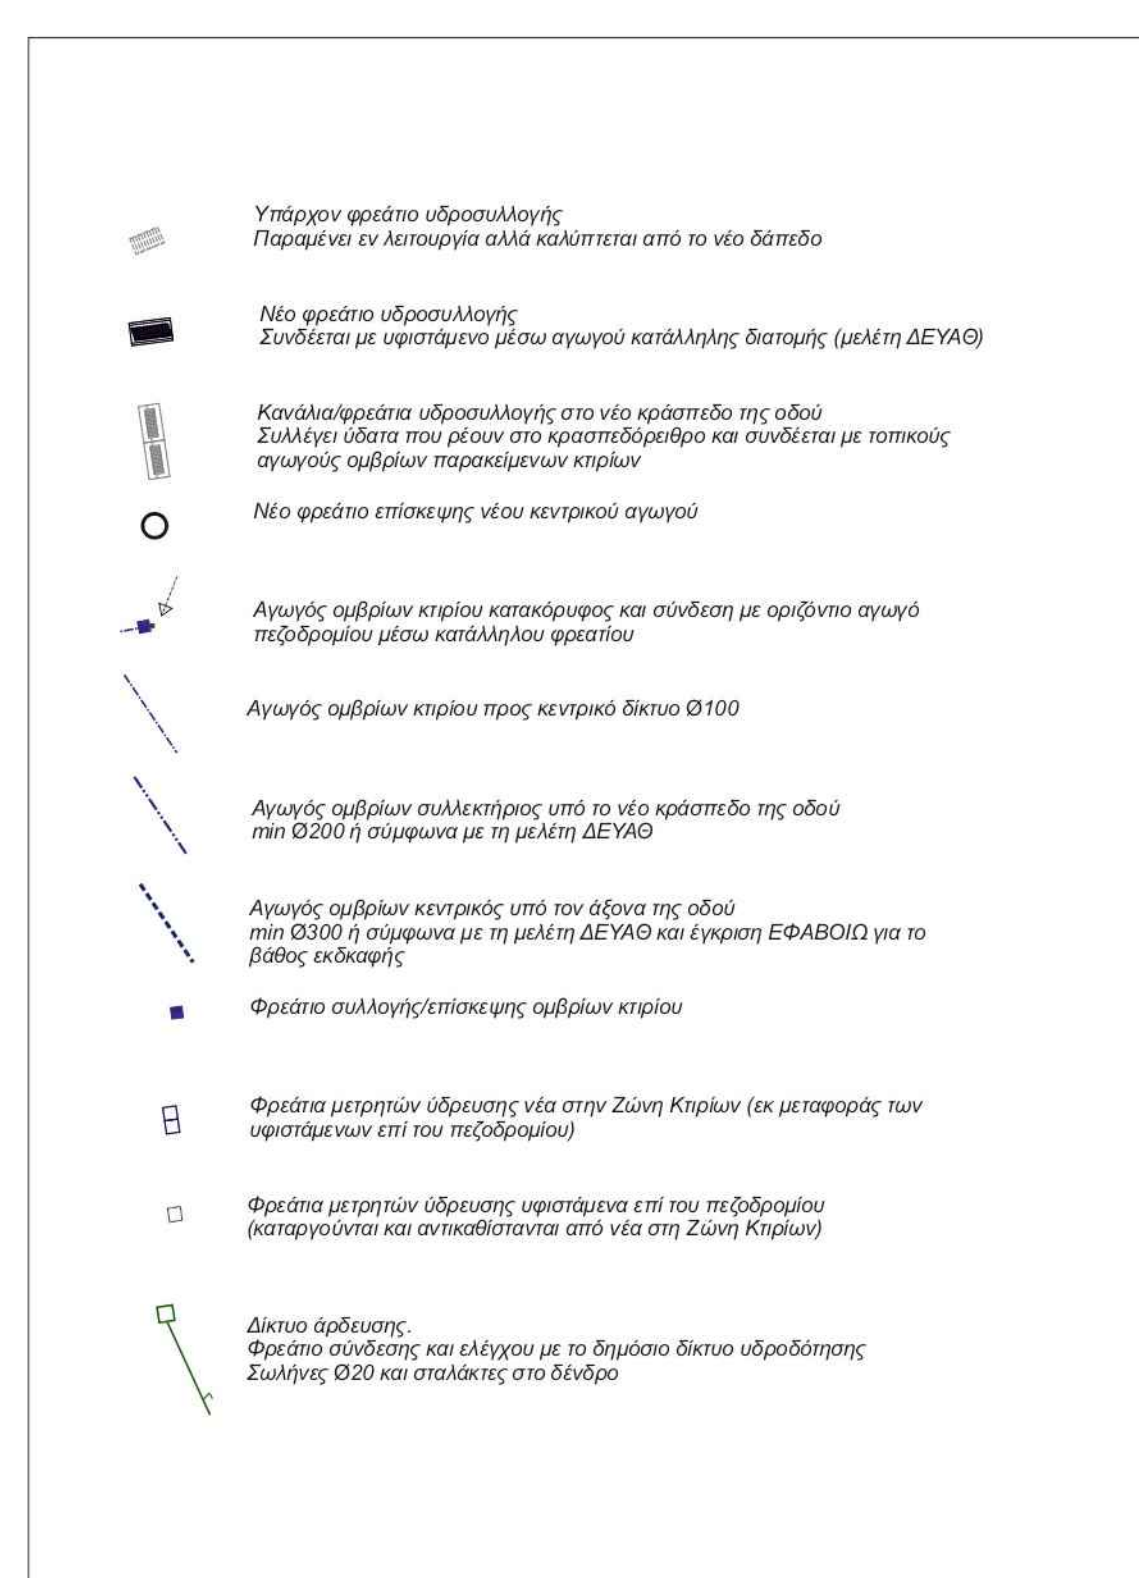 Υπάρχον φρεάτιο υδροσυλλογής
Παραμένει εν λειτουργία αλλά καλύπτεται από το νέο δάπεδο
Νέο φρεάτιο υδροσυλλογής
Συνδέεται με υφιστάμενο μέσω αγωγού κατάλληλης διατομής (μελέτη ΔΕΥΑΘ)
Κανάλια/φρεάτια υδροσυλλογής στο νέο κράσπεδο της οδού
Συλλέγει ύδατα που ρέουν στο κρασπεδόρειθρο και συνδέεται με τοπικούς
αγωγούς ομβρίων παρακείμενων κτιρίων
Νέο φρεάτιο επίσκεψης νέου κεντρικού αγωγού
Αγωγός ομβρίων κτιρίου κατακόρυφος και σύνδεση με οριζόντιο αγωγό
πεζοδρομίου μέσω κατάλληλου φρεατίου
Αγωγός ομβρίων κτιρίου προς κεντρικό δίκτυο Ø100
Αγωγός ομβρίων συλλεκτήριος υπό το νέο κράσπεδο της οδού
min Ø200 ή σύμφωνα με τη μελέτη ΔΕΥΑΘ
Αγωγός ομβρίων κεντρικός υπό τον άξονα της οδού
min Ø300 ή σύμφωνα με τη μελέτη ΔΕΥΑΘ και έγκριση ΕΦΑΒΟΙΩ για το
βάθος εκδκαφής
Φρεάτιο συλλογής/επίσκεψης ομβρίων κτιρίου
Φρεάτια μετρητών ύδρευσης νέα στην Ζώνη Κτιρίων (εκ μεταφοράς των
υφιστάμενων επί του πεζοδρομίου)
Φρεάτια μετρητών ύδρευσης υφιστάμενα επί του πεζοδρομίου
(καταργούνται και αντικαθίστανται από νέα στη Ζώνη Κτιρίων)
Δίκτυο άρδευσης.
Φρεάτιο σύνδεσης και ελέγχου με το δημόσιο δίκτυο υδροδότησης
Σωλήνες Ø20 και σταλάκτες στο δένδρο